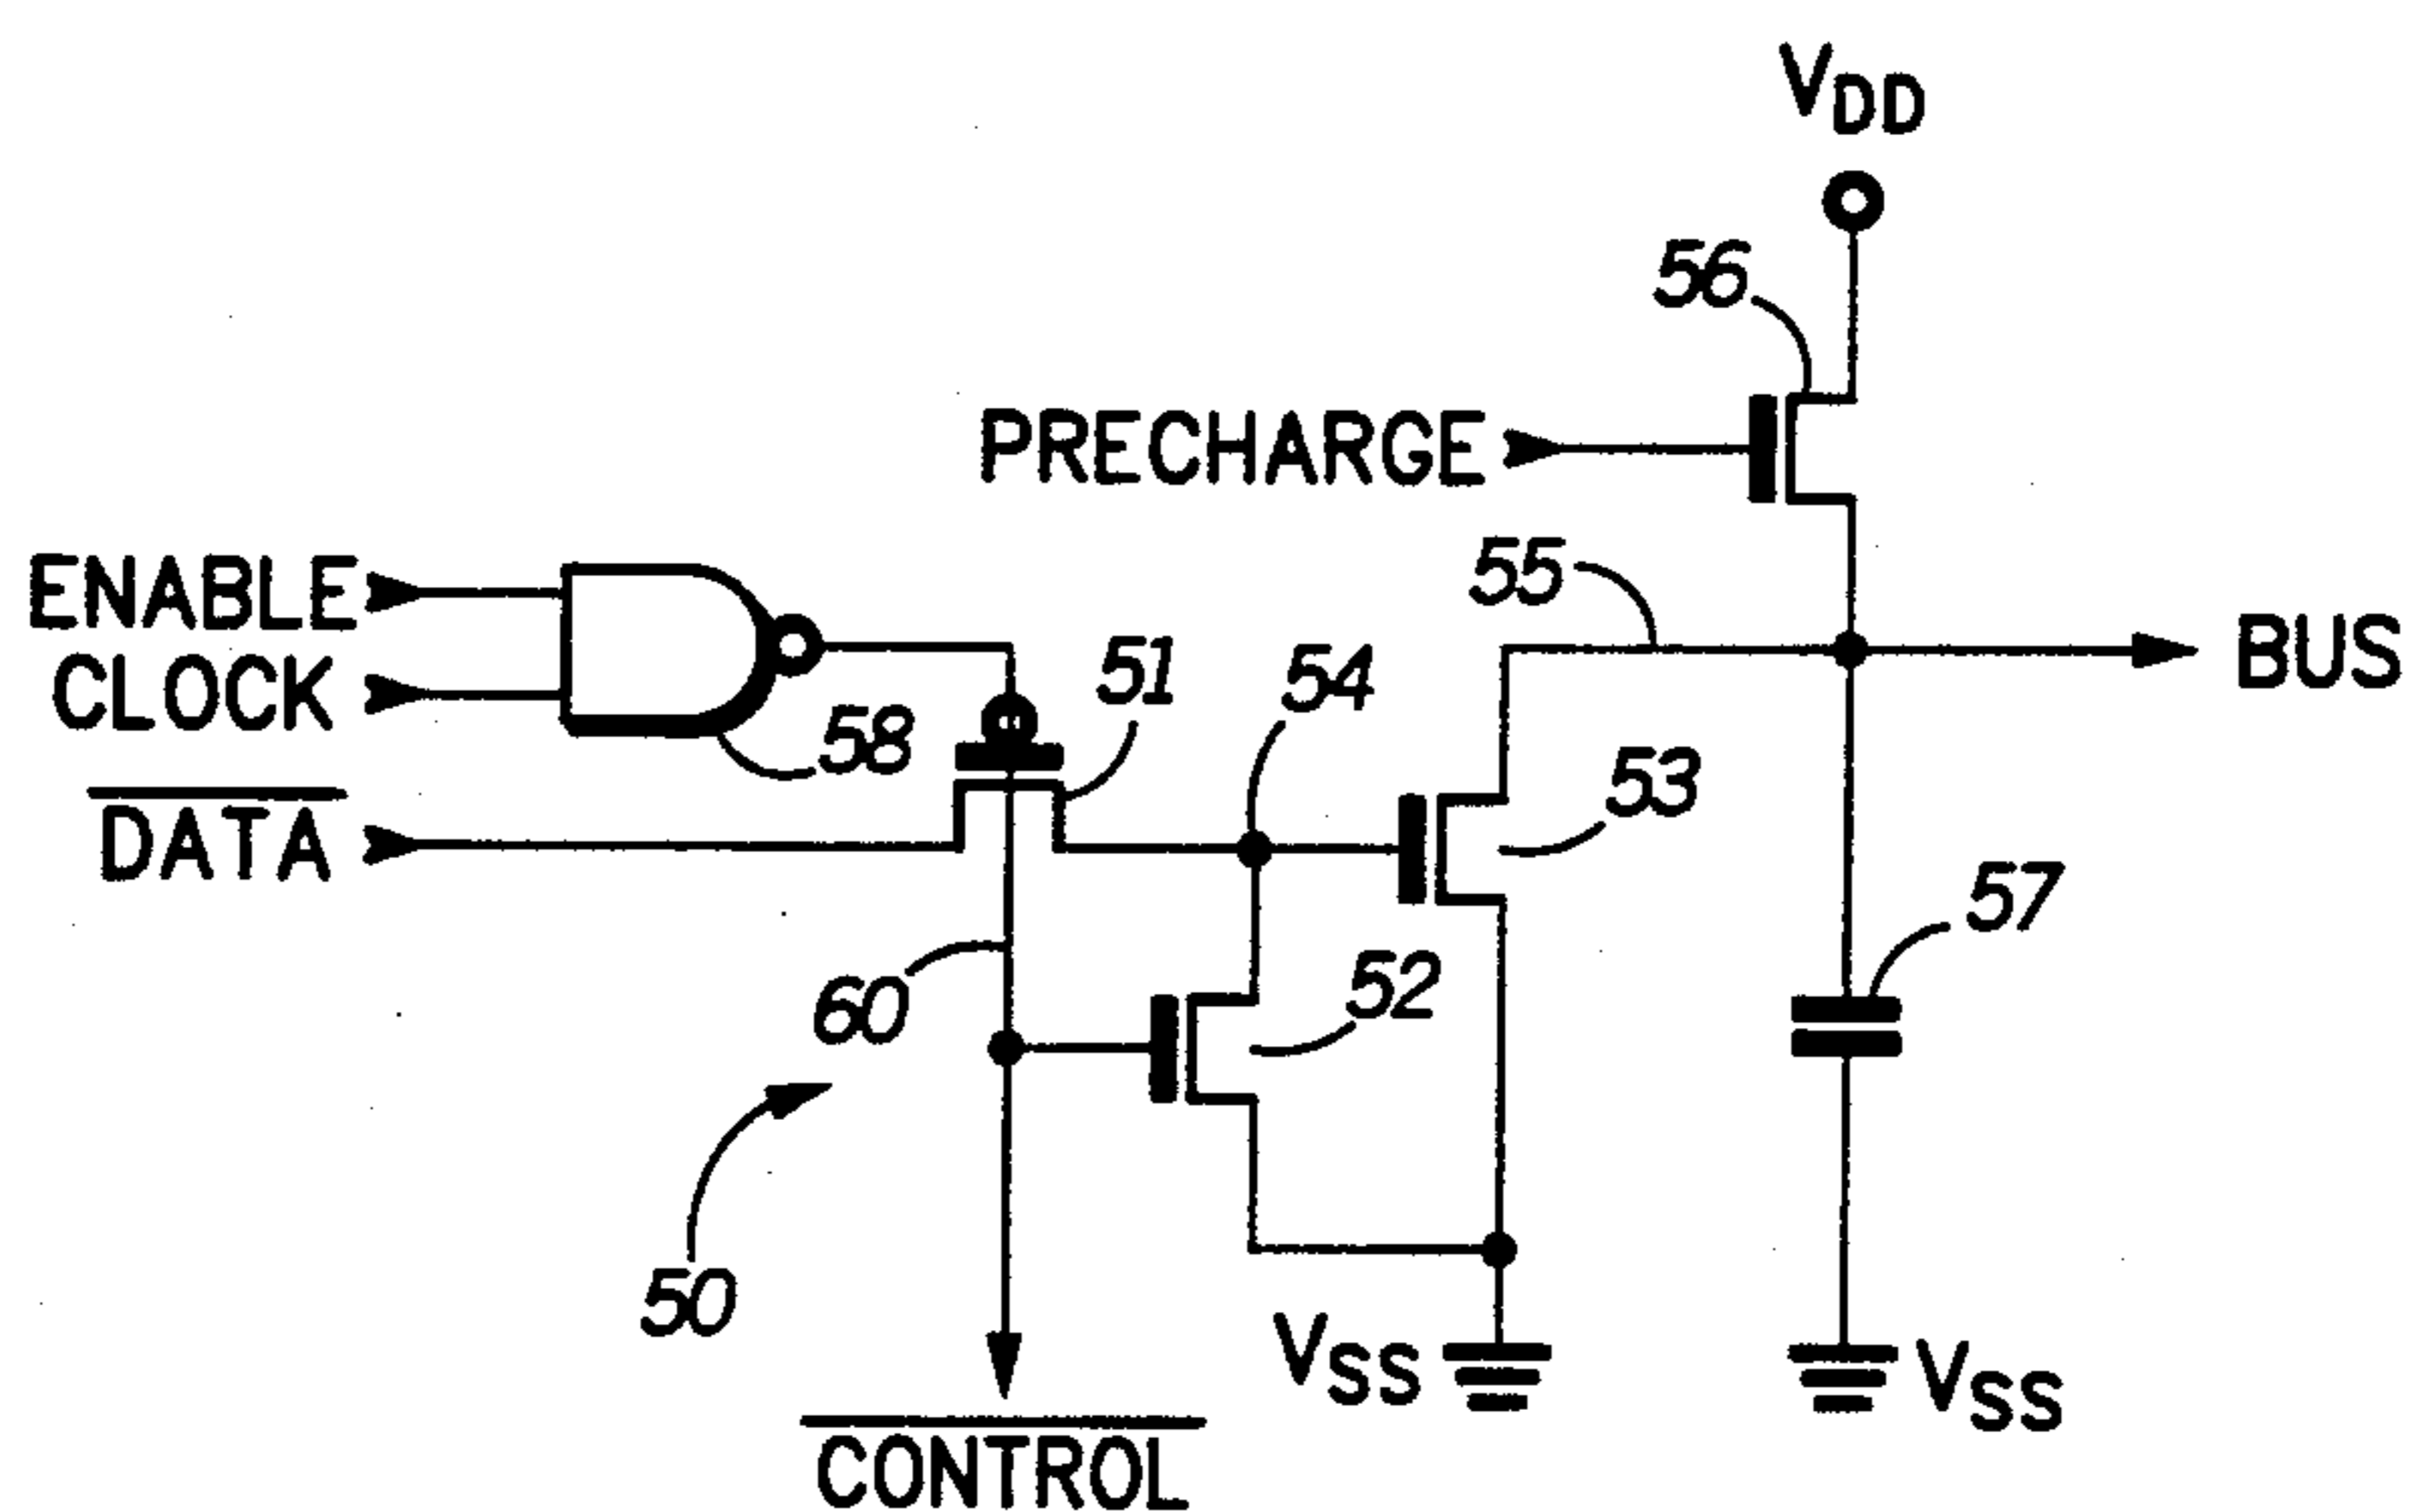 VDD
56
PRECHARGE
ENABLE
55
BUS
CLOCK
51
54
58
53
DATA
57
60
52
50
VSS
VSS
CONTROL